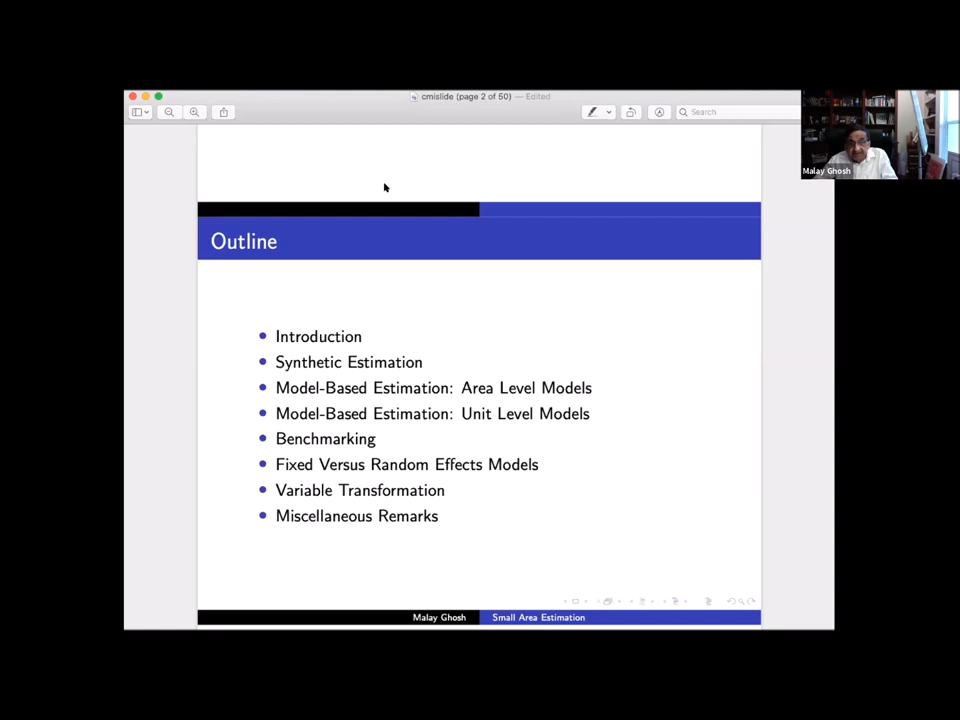 cmislide (page 2 of 50) — Edited
Search
Malay Ghosh
Outline
Introduction
Synthetic Estimation
Model-Based Estimation: Area Level Models
Model-Based Estimation: Unit Level Models
Benchmarking
Fixed Versus Random Effects Models
Variable Transformation
Miscellaneous Remarks
Malay Ghosh
Small Area Estimation